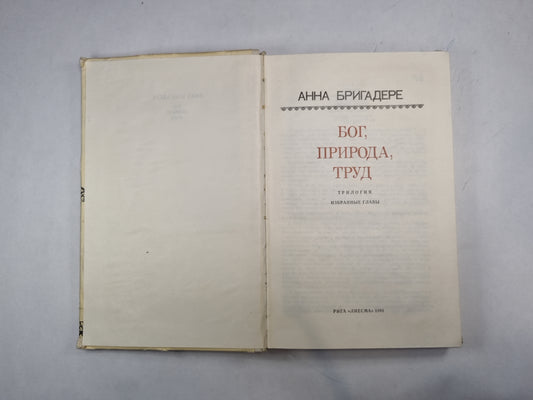 АННА БРИГАДЕРЕ
БОГ,
ПРИРОДА,
ТРУД
ТРИЛОГИЯ
ИЗБРАННЫЕ ГЛАВЫ
РИГА «ЛИЕСМА»